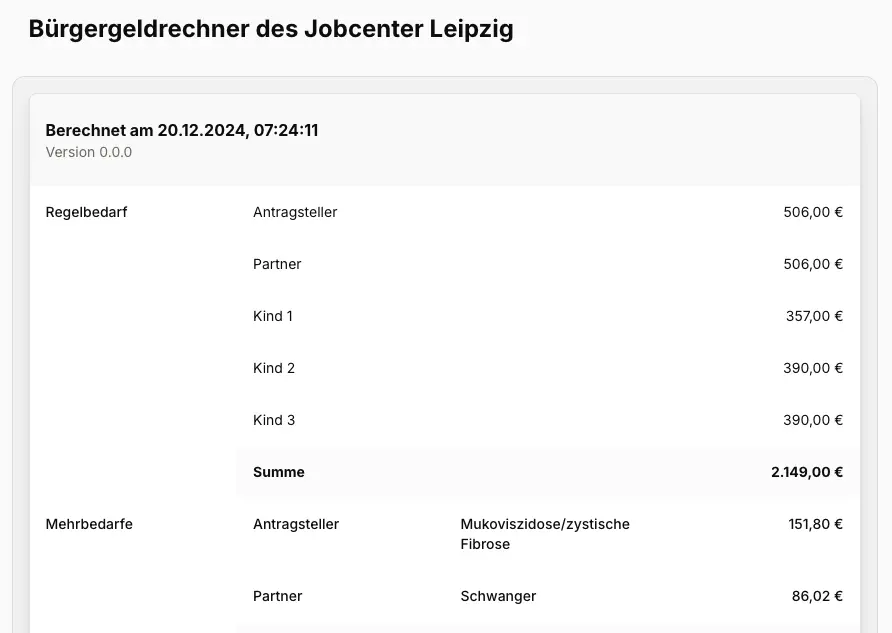 Bürgergeldrechner des Jobcenter Leipzig
Berechnet am 20.12.2024, 07:24:11
Version 0.0.0
Regelbedarf Antragsteller 506,00 €
Partner 506,00 €
Kind 1 357,00 €
Kind 2 390,00 €
Kind 3 390,00 €
Summe 2.149,00 €
Mehrbedarfe Antragsteller Mukoviszidose/zystische 151,80 €
Fibrose
Partner Schwanger 86,02 €